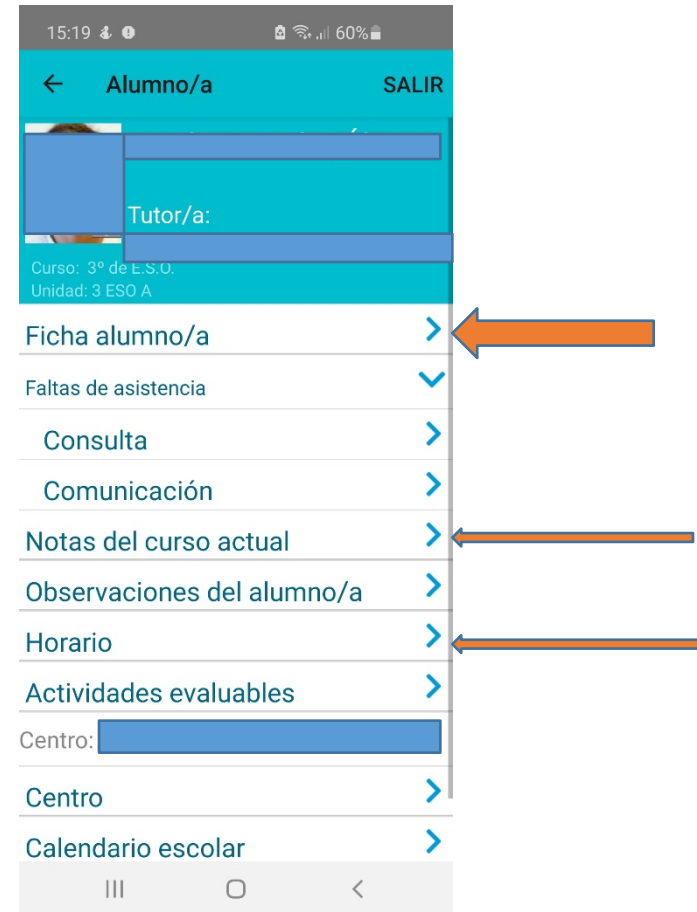 15:19 60%
Alumno/a SALIR
Tutor/a:
Curso: 3º de E.S.O.
Unidad: 3 ESO A
Ficha alumno/a
Faltas de asistencia
Consulta
Comunicación
Notas del curso actual
Observaciones del alumno/a
Horario
Actividades evaluables
Centro:
Centro
Calendario escolar